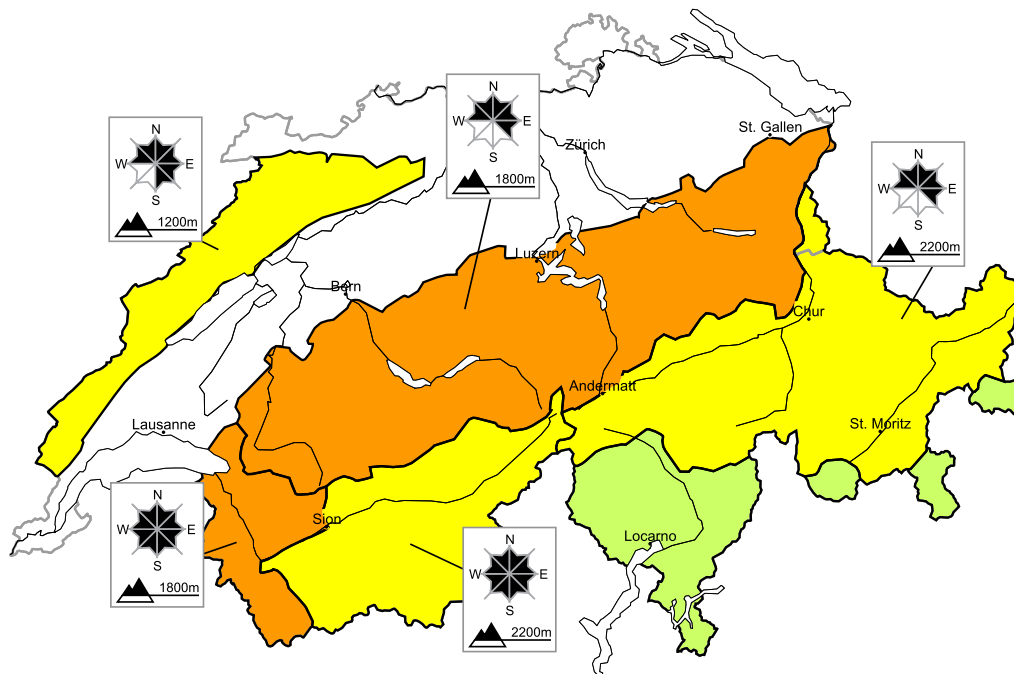 N
W E
S
1800m
N
W E
S
1200m
St. Gallen
Zürich
N
W E
S
2200m
Luzern
Bern
Chur
Andermatt
Lausanne
St. Moritz
N
W E
S
1800m
Sion
Locarno
N
W E
S
2200m